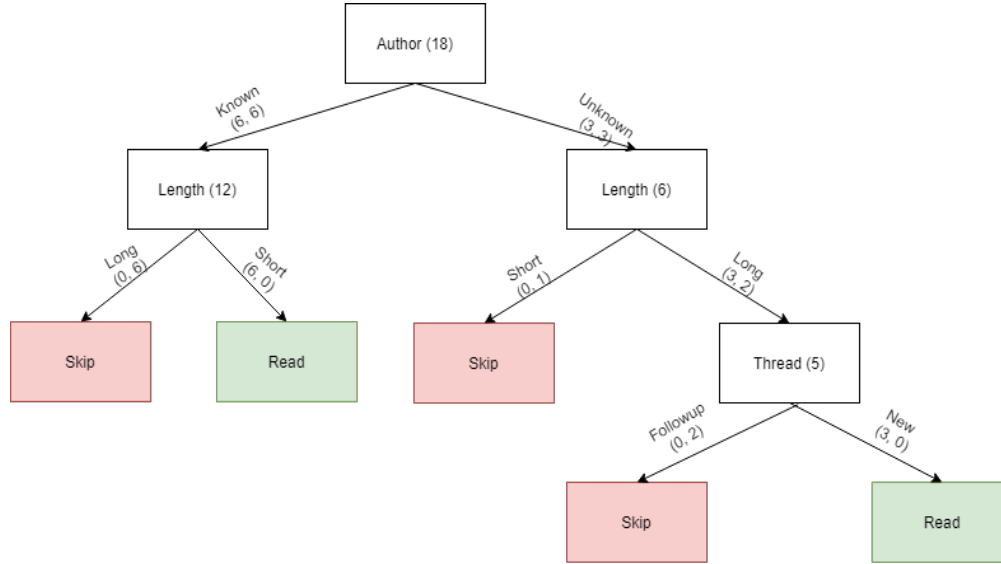 Author (18)
Known
(6, 6)
Unknown
(3, 3)
Length (12)
Length (6)
Long
(0, 6)
Short
(6, 0)
Short
(0, 1)
Long
(3, 2)
Skip
Read
Skip
Thread (5)
Followup
(0, 2)
New
(3, 0)
Skip
Read